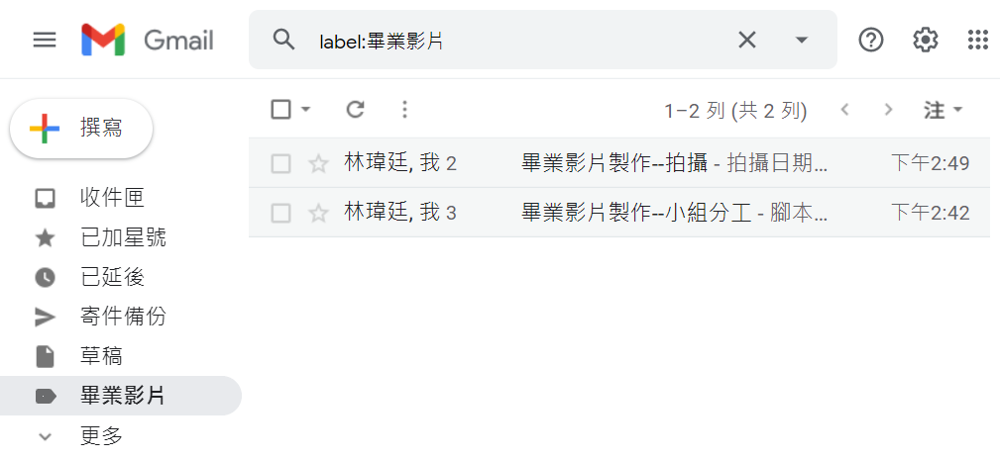 Gmail
label:畢業影片
撰寫
1–2 列 (共 2 列)
注
收件匣
已加星號
已延後
寄件備份
草稿
畢業影片
更多
林瑋廷, 我 2 畢業影片製作--拍攝 - 拍攝日期... 下午2:49
林瑋廷, 我 3 畢業影片製作--小組分工 - 腳本... 下午2:42